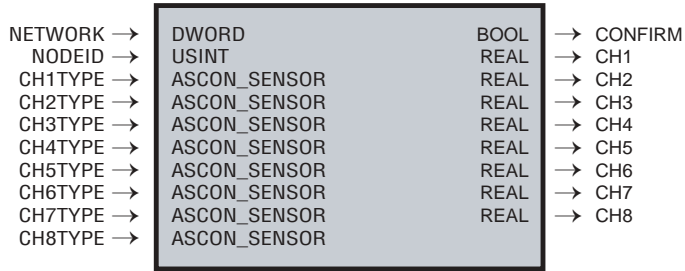 NETWORK → DWORD BOOL → CONFIRM
NODEID → USINT REAL → CH1
CH1TYPE → ASCON_SENSOR REAL → CH2
CH2TYPE → ASCON_SENSOR REAL → CH3
CH3TYPE → ASCON_SENSOR REAL → CH4
CH4TYPE → ASCON_SENSOR REAL → CH5
CH5TYPE → ASCON_SENSOR REAL → CH6
CH6TYPE → ASCON_SENSOR REAL → CH7
CH7TYPE → ASCON_SENSOR REAL → CH8
CH8TYPE → ASCON_SENSOR